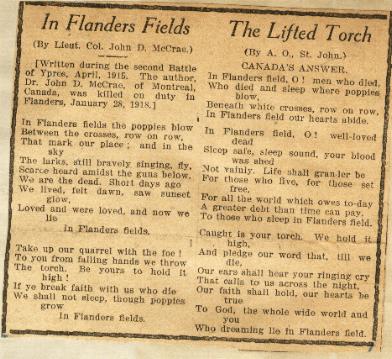 In Flanders Fields
(By Lieut. Col. John D. McCrae.)
[Written during the second Battle
of Ypres, April, 1915. The author,
Dr. John D. McCrae, of Montreal,
Canada, was killed on duty in
Flanders, January 28, 1918.]
In Flanders fields the poppies blow
Between the crosses, row on row,
That mark our place; and in the
sky
The larks, still bravely singing, fly,
Scarce heard amidst the guns below.
We are the dead. Short days ago
We lived, felt dawn, saw sunset
glow,
Loved and were loved, and now we
lie
In Flanders fields.
Take up our quarrel with the foe!
To you from failing hands we throw
The torch. Be yours to hold it
high!
If ye break faith with us who die
We shall not sleep, though poppies
grow
In Flanders fields.
The Lifted Torch
(By A. O., St. John.)
CANADA'S ANSWER.
In Flanders field, O! men who died,
Who died and sleep where poppies
blow,
Beneath white crosses, row on row,
In Flanders field our hearts abide.
In Flanders field, O! well-loved
dead
Sleep safe, sleep sound, your blood
was shed
Not vainly. Life shall grander be
For those who five, for those set
free,
For all the world which owes to-day
A greater debt than time can pay.
To those who sleep in Flanders field.
Caught is your torch. We hold it
high,
And pledge our word that, till we
die,
Our ears shall hear your ringing cry
That calls to us across the night.
Our faith shall hold, our hearts be
true
To God, the whole wide world and
you
Who dreaming lie in Flanders field.